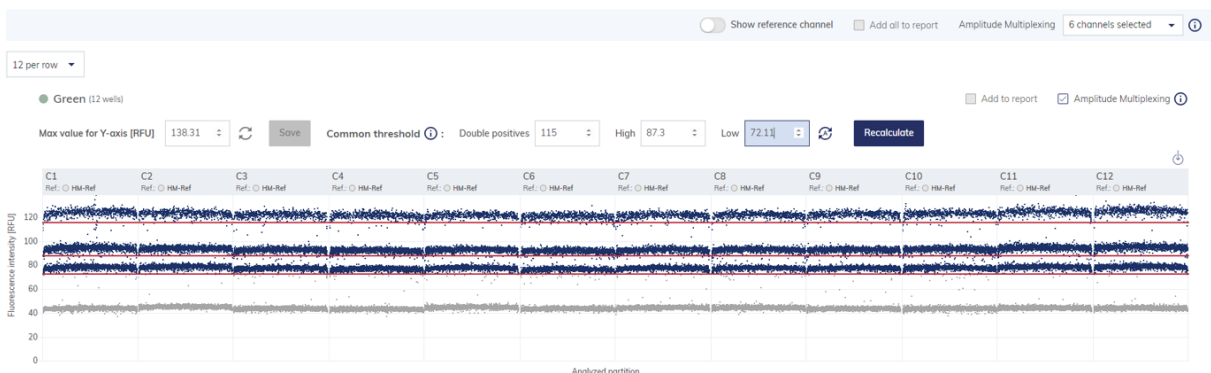 Show reference channel Add all to report Amplitude Multiplexing 6 channels selected
12 per row
Green (12 wells) Add to report Amplitude Multiplexing
Max value for Y-axis [RFU] 138.31 Save Common threshold : Double positives 115 High 87.3 Low 72.11 Recalculate
C1 C2 C3 C4 C5 C6 C7 C8 C9 C10 C11 C12
Ref.: HM-Ref Ref.: HM-Ref Ref.: HM-Ref Ref.: HM-Ref Ref.: HM-Ref Ref.: HM-Ref Ref.: HM-Ref Ref.: HM-Ref Ref.: HM-Ref Ref.: HM-Ref Ref.: HM-Ref Ref.: HM-Ref
Fluorescence intensity [RFU]
120
100
80
60
40
20
0
Analyzed partition